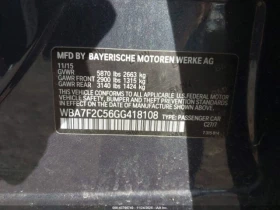 MFD BY BAYERISCHE MOTOREN WERKE AG
11/15
GVWR 5870 lbs 2663 kg
GAWR FRONT 2900 lbs 1315 kg
GAWR REAR 3140 lbs 1424 kg
THIS VEHICLE CONFORMS TO ALL APPLICABLE
FEDERAL MOTOR VEHICLE SAFETY, BUMPER, AND
THEFT PREVENTION STANDARDS IN EFFECT ON
THE DATE OF MANUFACTURE SHOWN ABOVE.
WBA7F2C56GG418108
PASSENGER CAR